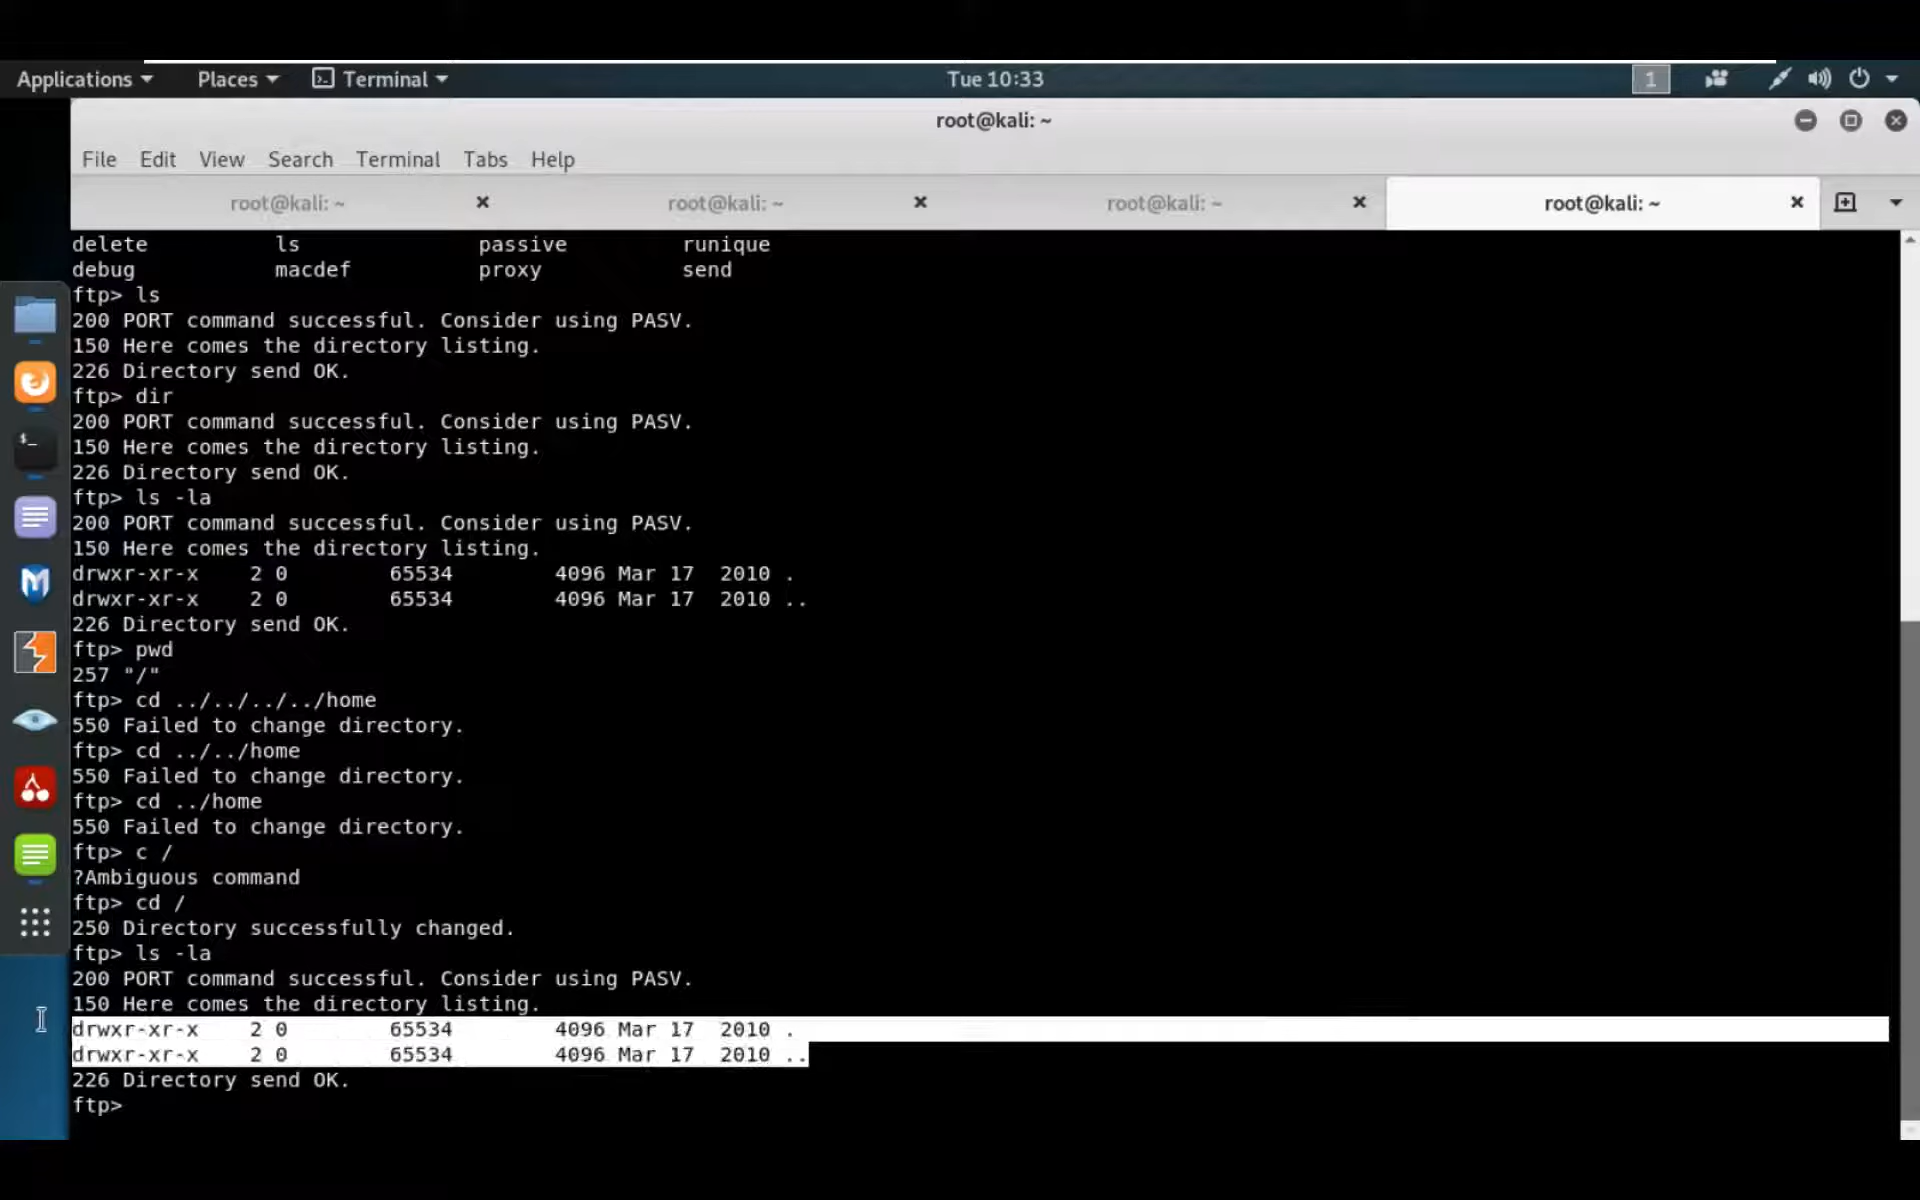 Applications Places Terminal Tue 10:33 1
root@kali: ~
File Edit View Search Terminal Tabs Help
root@kali: ~ root@kali: ~ root@kali: ~ root@kali: ~
delete ls passive runique
debug macdef proxy send
ftp> ls
200 PORT command successful. Consider using PASV.
150 Here comes the directory listing.
226 Directory send OK.
ftp> dir
200 PORT command successful. Consider using PASV.
150 Here comes the directory listing.
226 Directory send OK.
ftp> ls -la
200 PORT command successful. Consider using PASV.
150 Here comes the directory listing.
drwxr-xr-x 2 0 65534 4096 Mar 17 2010 .
drwxr-xr-x 2 0 65534 4096 Mar 17 2010 ..
226 Directory send OK.
ftp> pwd
257 "/"
ftp> cd ../../../../home
550 Failed to change directory.
ftp> cd ../../home
550 Failed to change directory.
ftp> cd ../home
550 Failed to change directory.
ftp> c /
?Ambiguous command
ftp> cd /
250 Directory successfully changed.
ftp> ls -la
200 PORT command successful. Consider using PASV.
150 Here comes the directory listing.
drwxr-xr-x 2 0 65534 4096 Mar 17 2010 .
drwxr-xr-x 2 0 65534 4096 Mar 17 2010 ..
226 Directory send OK.
ftp>